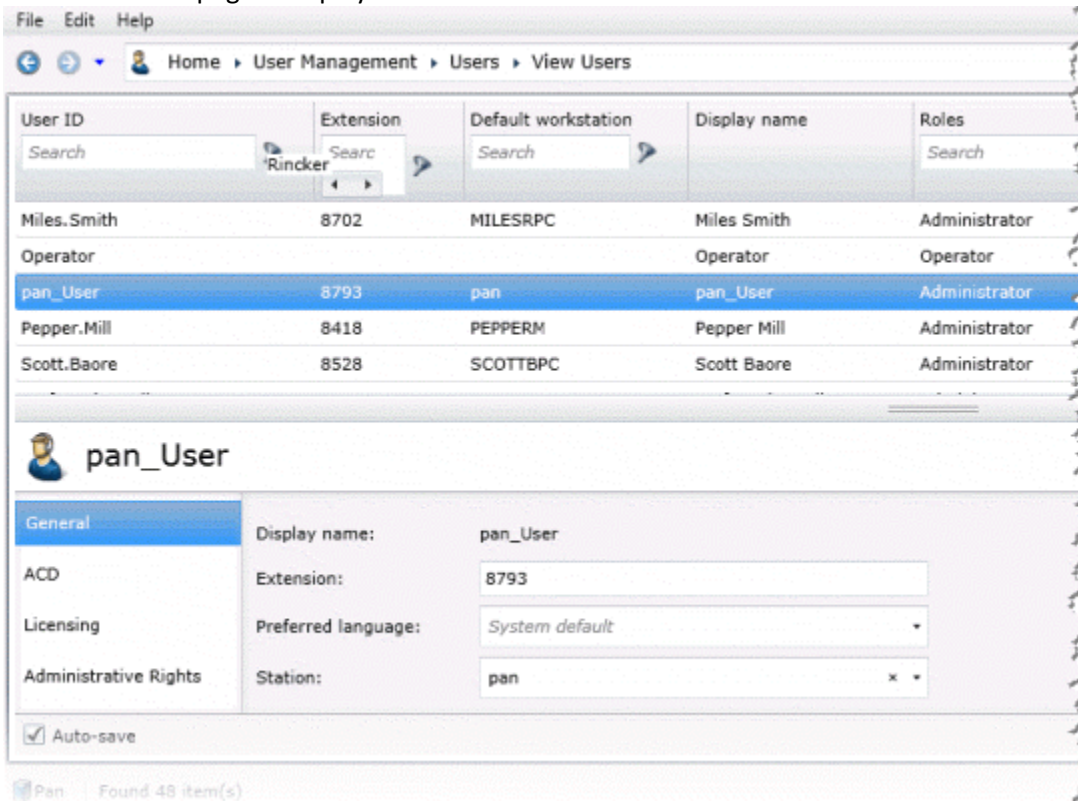 File Edit Help
Home ▸ User Management ▸ Users ▸ View Users
User ID Extension Default workstation Display name Roles
Search Searc Search Search
Rincker
Miles.Smith 8702 MILESRPC Miles Smith Administrator
Operator Operator Operator
pan_User 8793 pan pan_User Administrator
Pepper.Mill 8418 PEPPERM Pepper Mill Administrator
Scott.Baore 8528 SCOTTBPC Scott Baore Administrator
pan_User
General
Display name: pan_User
ACD
Extension: 8793
Licensing
Preferred language: System default
Administrative Rights
Station: pan
Auto-save
Pan Found 48 item(s)